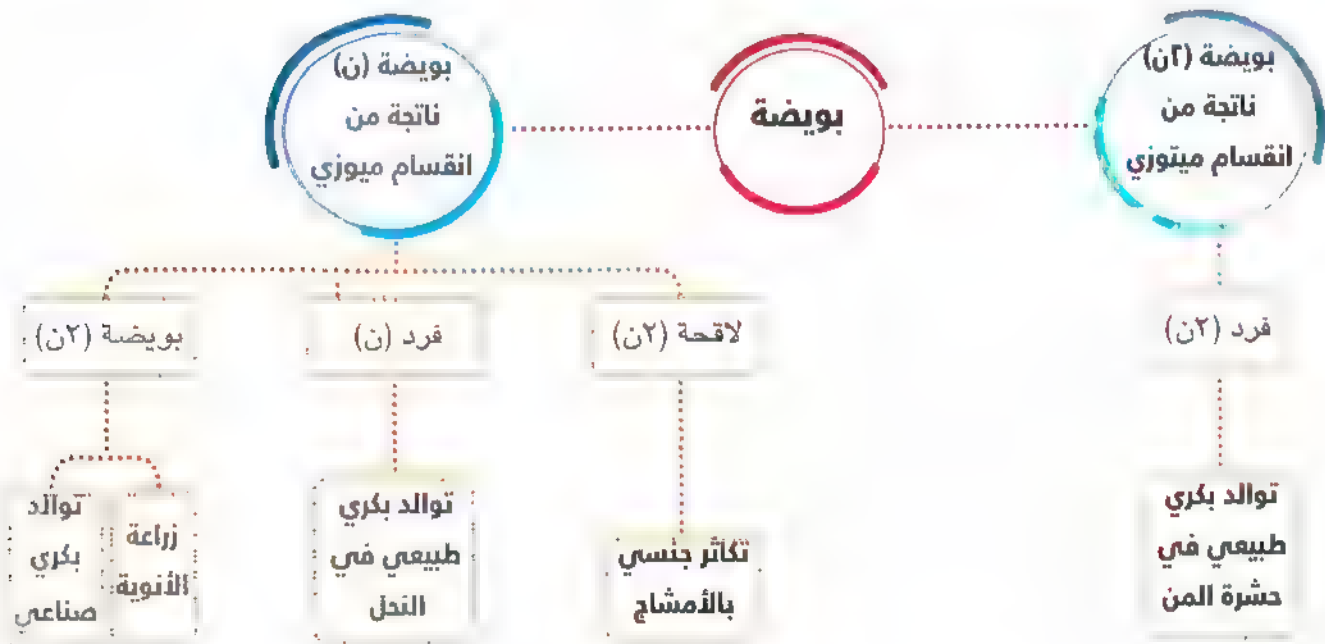 بويضة (٢ن)
ناتجة من
انقسام ميتوزي
بويضة
بويضة (ن)
ناتجة من
انقسام ميوزي
فرد (٢ن)
لاقحة (٢ن)
فرد (ن)
بويضة (٢ن)
توالد بكري
طبيعي في
حشرة المن
تكاثر جنسي
بالأمشاج
توالد بكري
طبيعي في
النحل
زراعة
الأنوية
توالد
بكري
صناعي